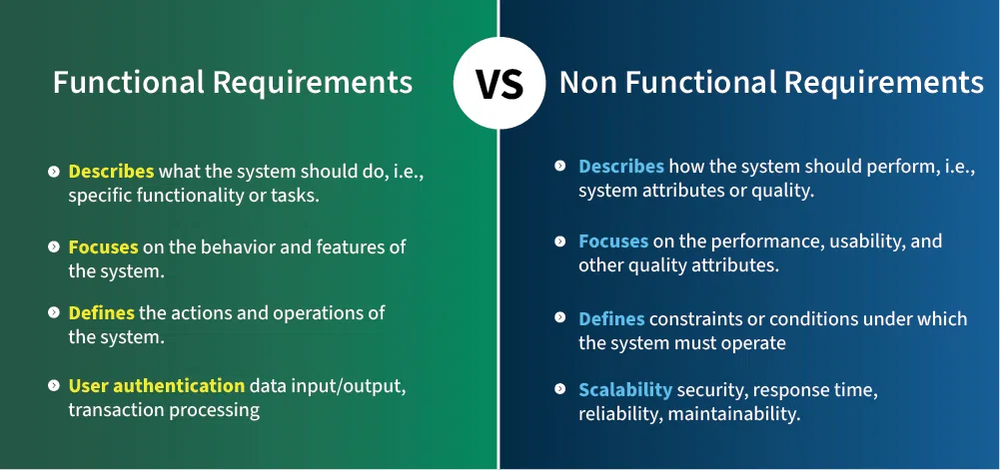 Functional Requirements
VS
Non Functional Requirements
Describes what the system should do, i.e.,
specific functionality or tasks.
Focuses on the behavior and features of
the system.
Defines the actions and operations of
the system.
User authentication data input/output,
transaction processing
Describes how the system should perform, i.e.,
system attributes or quality.
Focuses on the performance, usability, and
other quality attributes.
Defines constraints or conditions under which
the system must operate
Scalability security, response time,
reliability, maintainability.